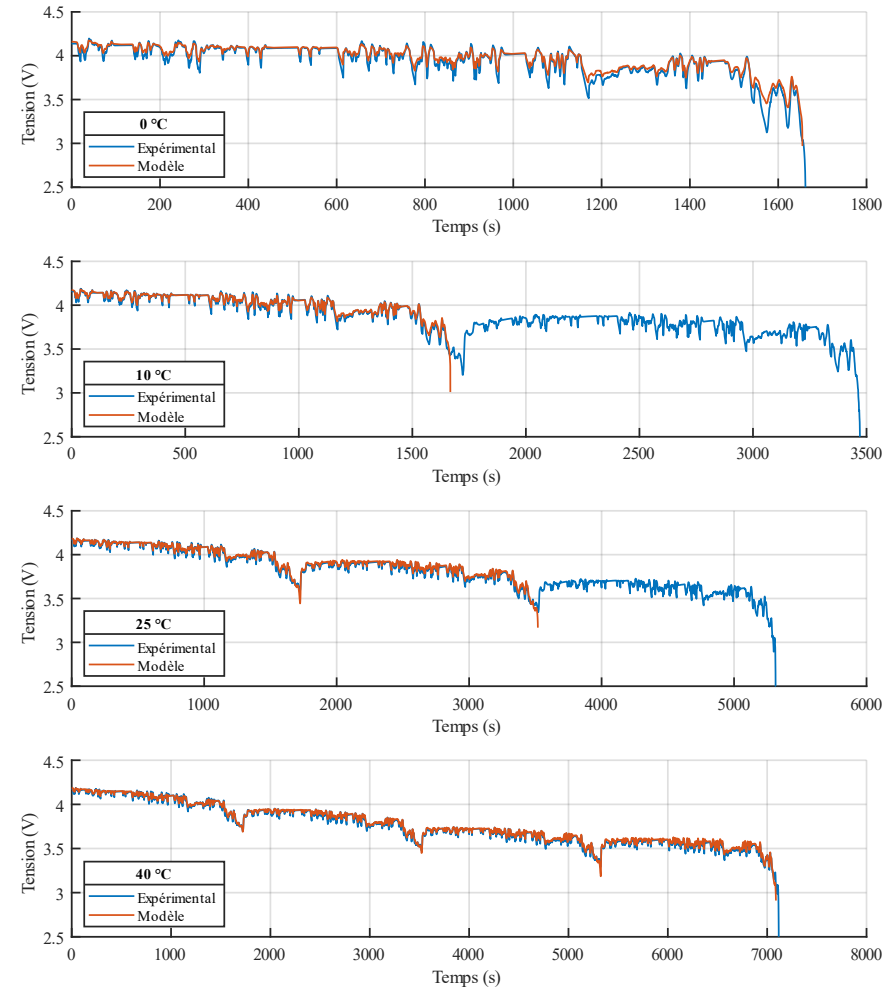 4.5
4
3.5
3
2.5
Tension (V)
0 °C
Expérimental
Modèle
0 200 400 600 800 1000 1200 1400 1600 1800
Temps (s)
4.5
4
3.5
3
2.5
Tension (V)
10 °C
Expérimental
Modèle
0 500 1000 1500 2000 2500 3000 3500
Temps (s)
4.5
4
3.5
3
2.5
Tension (V)
25 °C
Expérimental
Modèle
0 1000 2000 3000 4000 5000 6000
Temps (s)
4.5
4
3.5
3
2.5
Tension (V)
40 °C
Expérimental
Modèle
0 1000 2000 3000 4000 5000 6000 7000 8000
Temps (s)